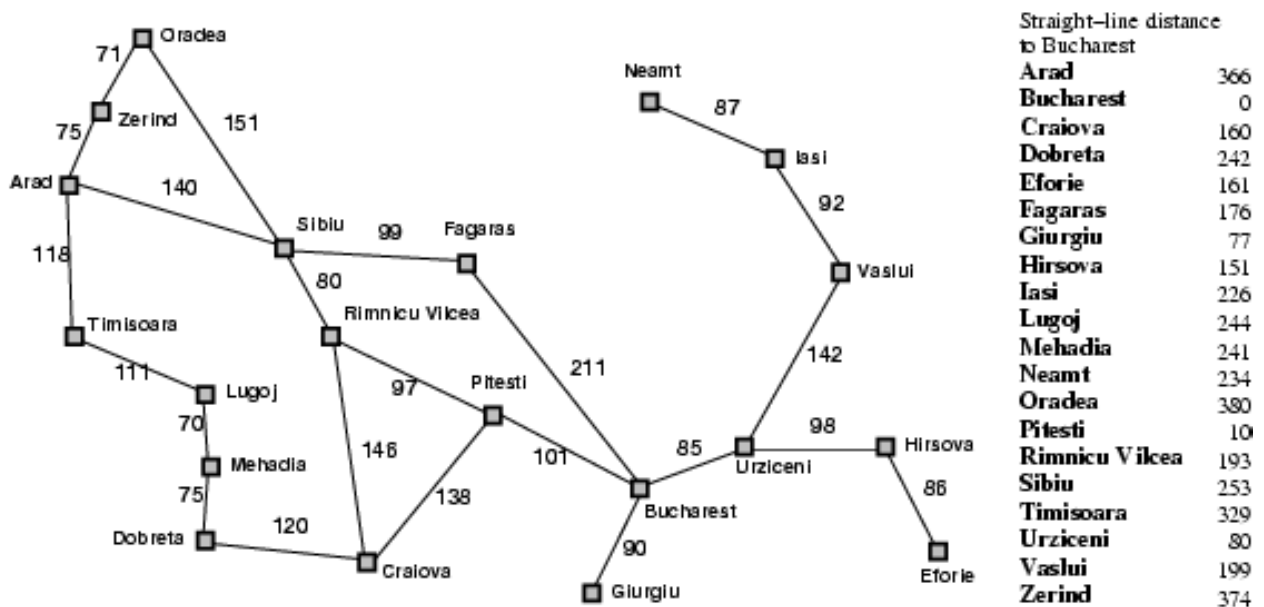 Oradea
71
Neamt
87
Zerind
75
151
Iasi
Arad
140
92
Sibiu
99
Fagaras
118
80
Vaslui
Timisoara
Rimnicu Vilcea
142
111
211
Lugoj
97
Pitesti
70
98
Hirsova
146
85
Urziceni
101
Mehadia
86
75
138
Bucharest
120
Dobreta
90
Craiova
Eforie
Giurgiu
Straight–line distance
to Bucharest
Arad 366
Bucharest 0
Craiova 160
Dobreta 242
Eforie 161
Fagaras 176
Giurgiu 77
Hirsova 151
Iasi 226
Lugoj 244
Mehadia 241
Neamt 234
Oradea 380
Pitesti 10
Rimnicu Vilcea 193
Sibiu 253
Timisoara 329
Urziceni 80
Vaslui 199
Zerind 374